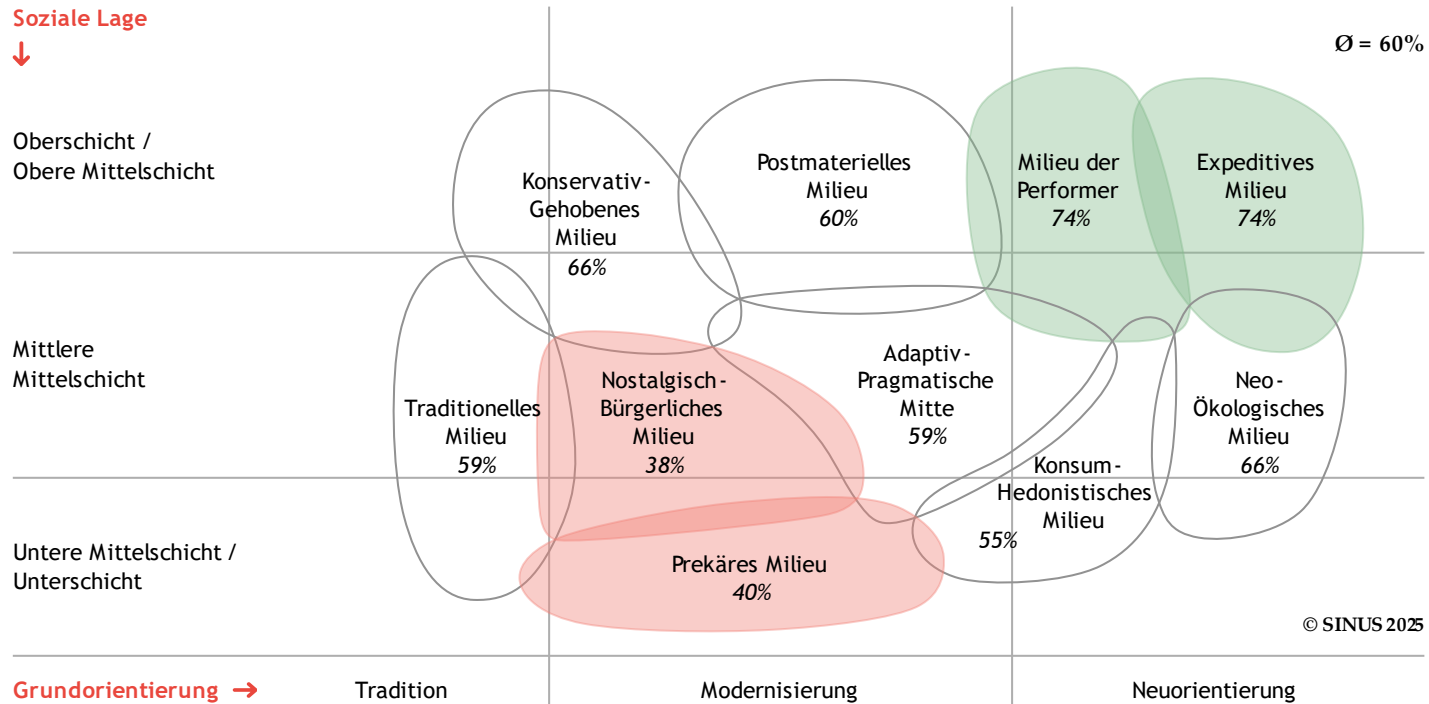 Soziale Lage
↓
Ø = 60%
Oberschicht /
Obere Mittelschicht
Konservativ-
Gehobenes
Milieu
66%
Postmaterielles
Milieu
60%
Milieu der
Performer
74%
Expeditives
Milieu
74%
Mittlere
Mittelschicht
Traditionelles
Milieu
59%
Nostalgisch-
Bürgerliches
Milieu
38%
Adaptiv-
Pragmatische
Mitte
59%
Neo-
Ökologisches
Milieu
66%
Konsum-
Hedonistisches
Milieu
55%
Untere Mittelschicht /
Unterschicht
Prekäres Milieu
40%
© SINUS 2025
Grundorientierung →
Tradition
Modernisierung
Neuorientierung